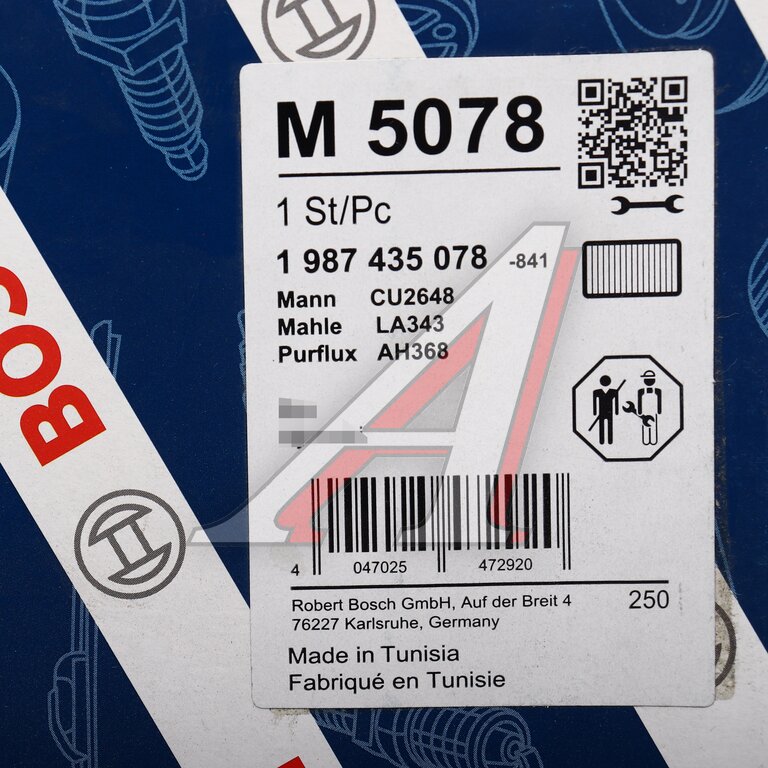 M 5078
1 St/Pc
1 987 435 078 -841
Mann CU2648
Mahle LA343
Purflux AH368
4 047025 472920
Robert Bosch GmbH, Auf der Breit 4
76227 Karlsruhe, Germany
250
Made in Tunisia
Fabriqué en Tunisie
BOS